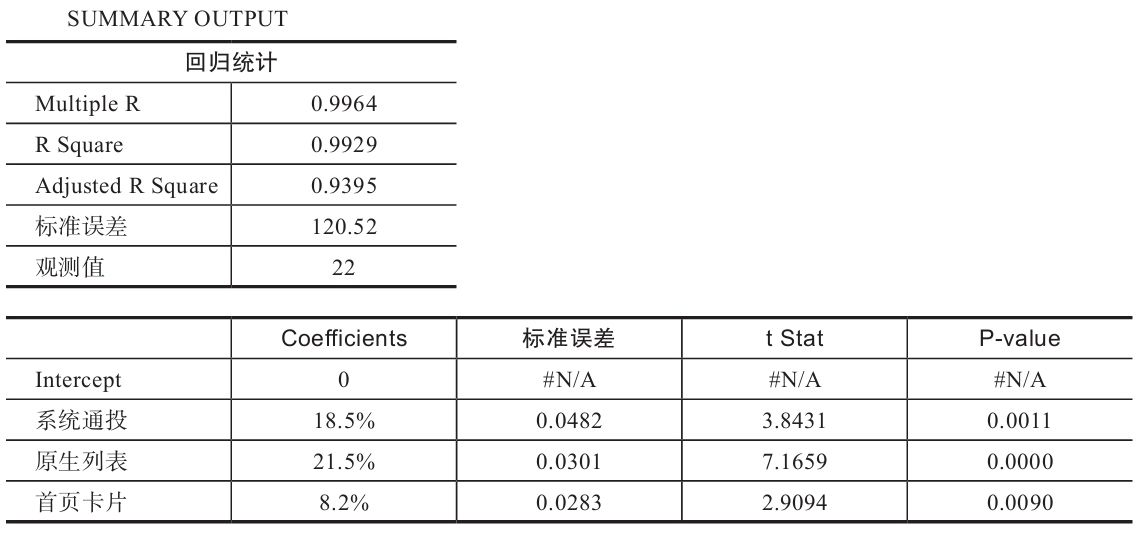 SUMMARY OUTPUT
回归统计
Multiple R 0.9964
R Square 0.9929
Adjusted R Square 0.9395
标准误差 120.52
观测值 22
Coefficients 标准误差 t Stat P-value
Intercept 0 #N/A #N/A #N/A
系统通投 18.5% 0.0482 3.8431 0.0011
原生列表 21.5% 0.0301 7.1659 0.0000
首页卡片 8.2% 0.0283 2.9094 0.0090